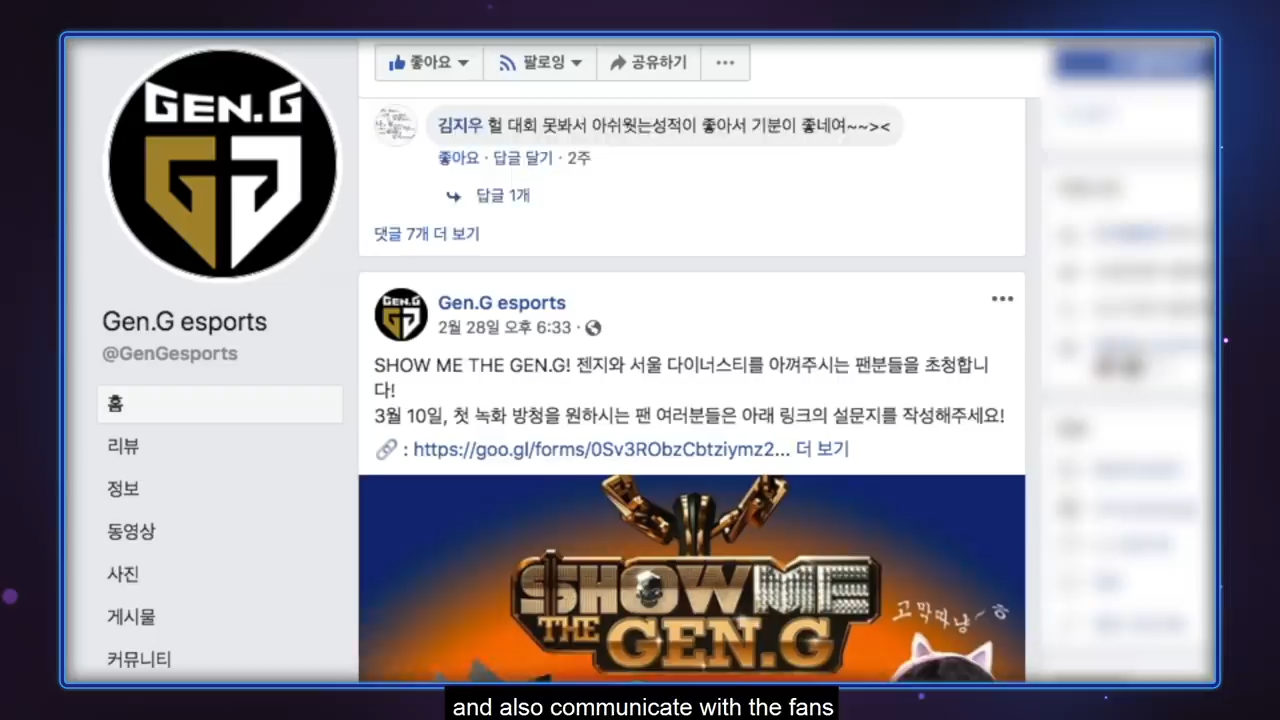 GEN.G
Gen.G esports
@GenGesports
홈
리뷰
정보
동영상
사진
게시물
커뮤니티
좋아요 팔로잉 공유하기 ...
김지우 헐 대회 못봐서 아쉬웟는성적이 좋아서 기분이 좋네여~~><
좋아요 · 답글 달기 · 2주
답글 1개
댓글 7개 더 보기
GEN.G
Gen.G esports
2월 28일 오후 6:33 ·
SHOW ME THE GEN.G! 젠지와 서울 다이너스티를 아껴주시는 팬분들을 초청합니
다!
3월 10일, 첫 녹화 방청을 원하시는 팬 여러분들은 아래 링크의 설문지를 작성해주세요!
: https://goo.gl/forms/0Sv3RObzCbtziymz2... 더 보기
SHOW ME
THE GEN.G
고막따냥~ㅎ
and also communicate with the fans